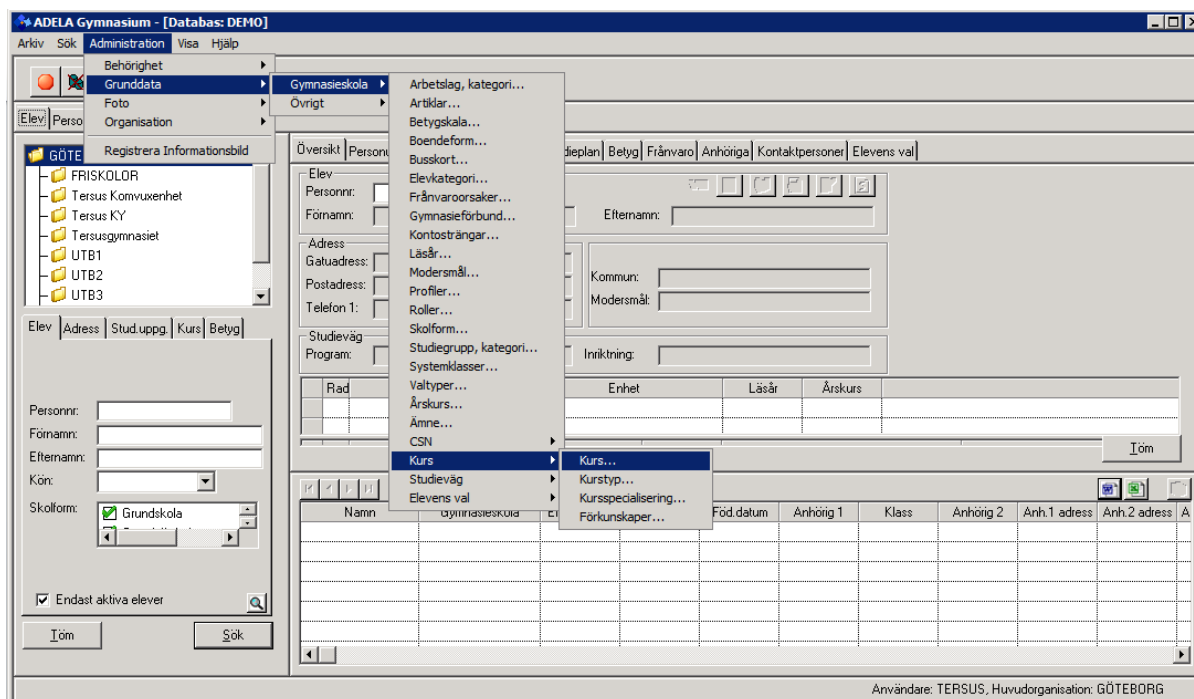 ADELA Gymnasium - [Databas: DEMO]
Arkiv Sök Administration Visa Hjälp
Behörighet
Grunddata
Foto
Organisation
Registrera Informationsbild
Gymnasieskola
Övrigt
Arbetslag, kategori...
Artiklar...
Betygskala...
Boendeform...
Busskort...
Elevkategori...
Frånvaroorsaker...
Gymnasieförbund...
Kontosträngar...
Läsår...
Modersmål...
Profiler...
Roller...
Skolform...
Studiegrupp, kategori...
Systemklasser...
Valtyper...
Årskurs...
Ämne...
CSN
Kurs
Studieväg
Elevens val
Kurs...
Kurstyp...
Kursspecialisering...
Förkunskaper...
Elev Perso
GÖTE
FRISKOLOR
Tersus Komvuxenhet
Tersus KY
Tersusgymnasiet
UTB1
UTB2
UTB3
Elev Adress Stud.uppg. Kurs Betyg
Personnr:
Förnamn:
Efternamn:
Kön:
Skolform: Grundskola
Endast aktiva elever
Töm Sök
Översikt Personu dieplan Betyg Frånvaro Anhöriga Kontaktpersoner Elevens val
Elev
Personnr:
Förnamn: Efternamn:
Adress
Gatuadress:
Postadress: Kommun:
Telefon 1: Modersmål:
Studieväg
Program: Inriktning:
Rad Enhet Läsår Årskurs
Töm
Namn Gymnasieskola Föd.datum Anhörig 1 Klass Anhörig 2 Anh.1 adress Anh.2 adress A
Användare: TERSUS, Huvudorganisation: GÖTEBORG